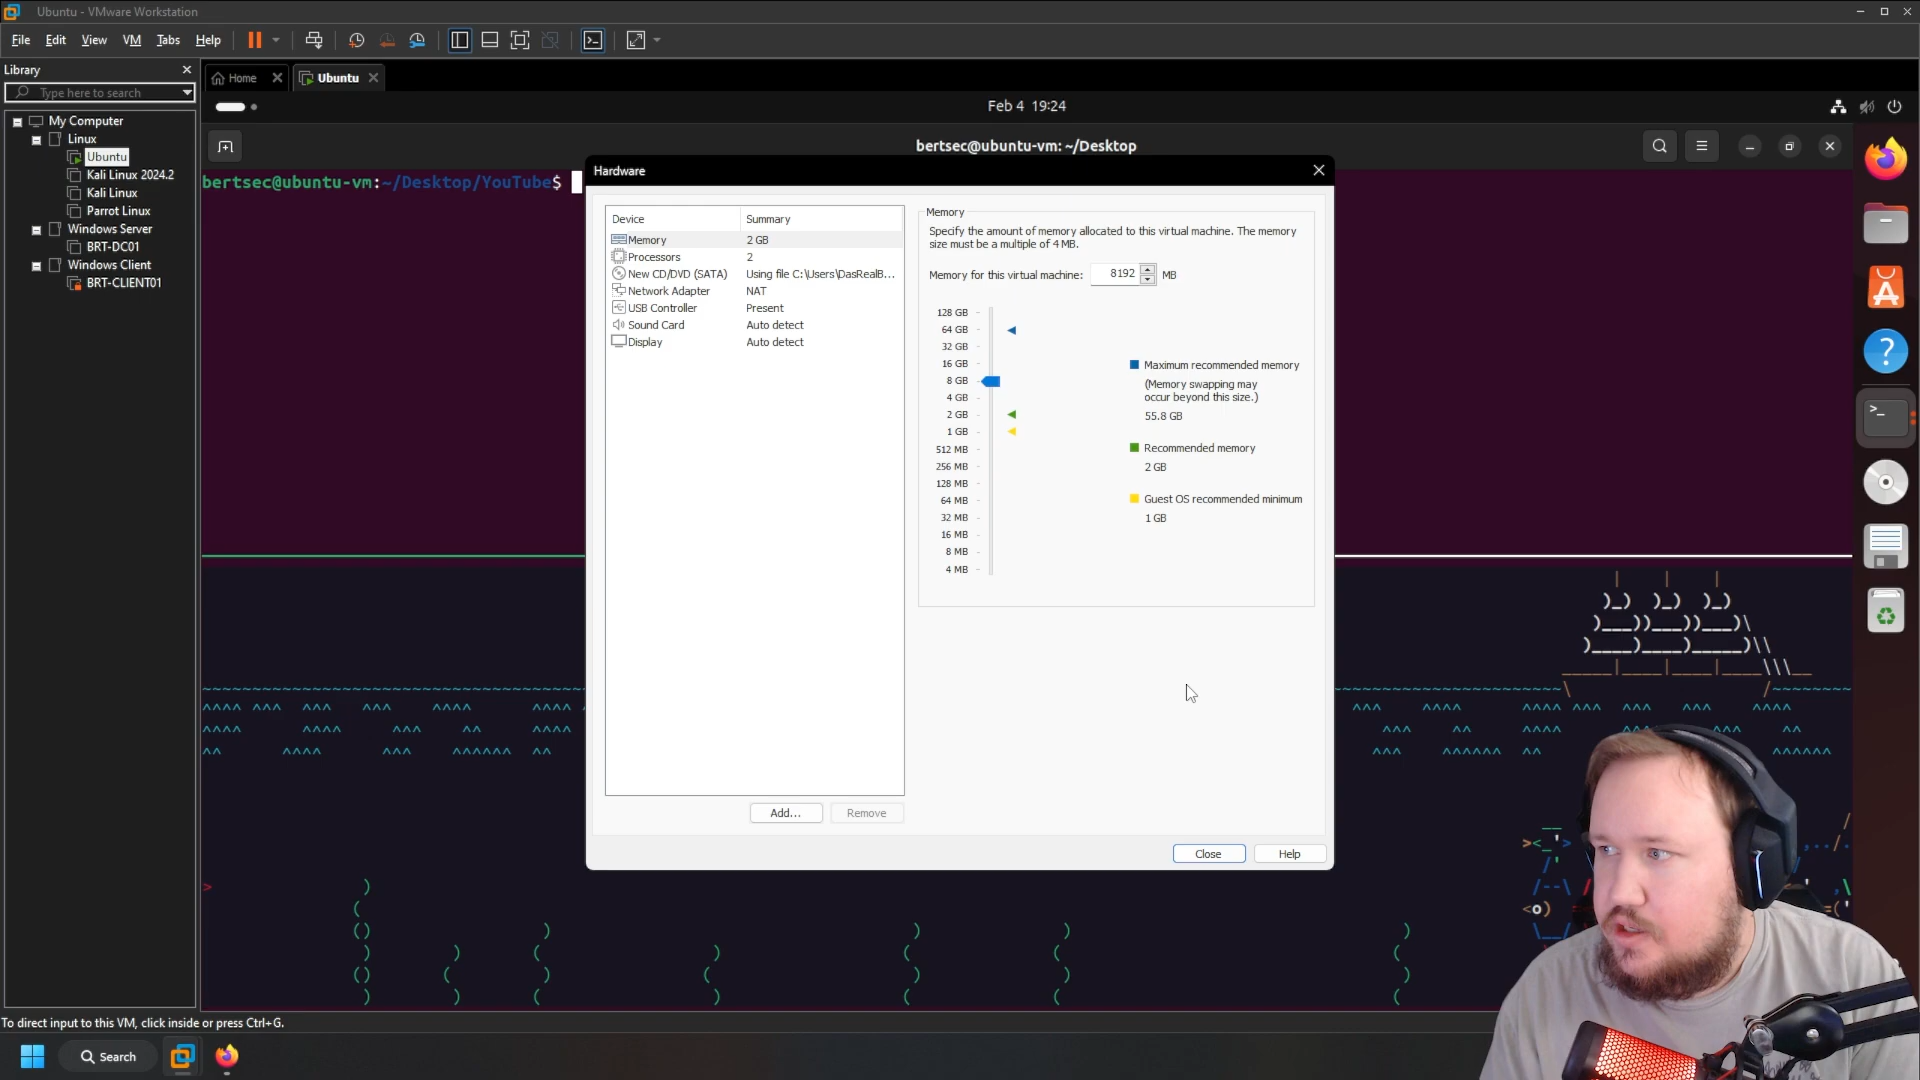 Ubuntu - VMware Workstation
File Edit View VM Tabs Help
Library
Type here to search
My Computer
Linux
Ubuntu
Kali Linux 2024.2
Kali Linux
Parrot Linux
Windows Server
BRT-DC01
Windows Client
BRT-CLIENT01
Home
Ubuntu
Feb 4 19:24
bertsec@ubuntu-vm: ~/Desktop
bertsec@ubuntu-vm:~/Desktop/YouTube$
Hardware
Device Summary
Memory 2 GB
Processors 2
New CD/DVD (SATA) Using file C:\Users\DasRealB...
Network Adapter NAT
USB Controller Present
Sound Card Auto detect
Display Auto detect
Add...
Remove
Memory
Specify the amount of memory allocated to this virtual machine. The memory
size must be a multiple of 4 MB.
Memory for this virtual machine: 8192 MB
128 GB
64 GB
32 GB
16 GB
8 GB
4 GB
2 GB
1 GB
512 MB
256 MB
128 MB
64 MB
32 MB
16 MB
8 MB
4 MB
Maximum recommended memory
(Memory swapping may
occur beyond this size.)
55.8 GB
Recommended memory
2 GB
Guest OS recommended minimum
1 GB
Close
Help
To direct input to this VM, click inside or press Ctrl+G.
Search